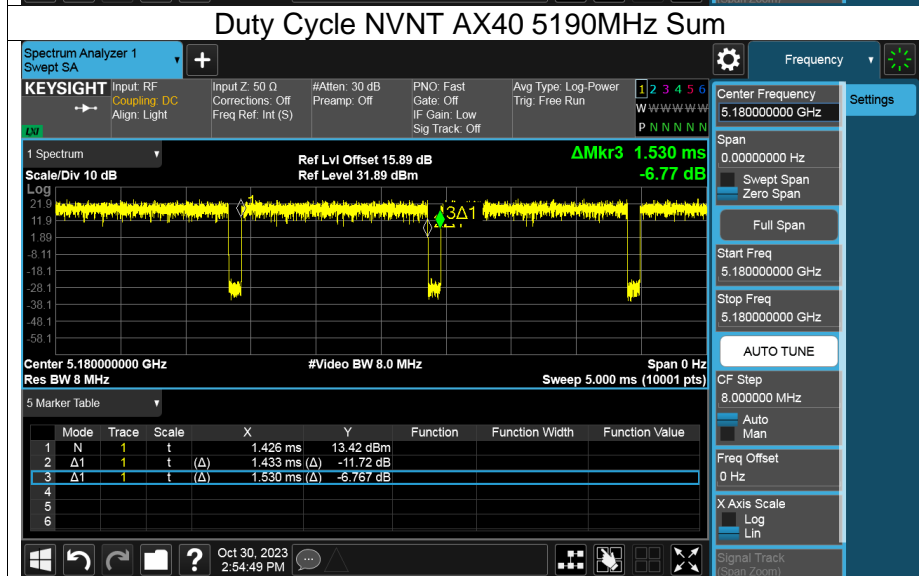 (Span Zoom)
Duty Cycle NVNT AX40 5190MHz Sum
Spectrum Analyzer 1
Swept SA
+
Frequency
KEYSIGHT
LXI
Input: RF
Coupling: DC
Align: Light
Input Z: 50 Ω
Corrections: Off
Freq Ref: Int (S)
#Atten: 30 dB
Preamp: Off
PNO: Fast
Gate: Off
IF Gain: Low
Sig Track: Off
Avg Type: Log-Power
Trig: Free Run
1 2 3 4 5 6
W W W W W W
P N N N N N
1 Spectrum
Scale/Div 10 dB
Ref Lvl Offset 15.89 dB
Ref Level 31.89 dBm
ΔMkr3 1.530 ms
-6.77 dB
Log
21.9
11.9
1.89
-8.11
-18.1
-28.1
-38.1
-48.1
-58.1
1
3Δ1
Center 5.180000000 GHz
Res BW 8 MHz
#Video BW 8.0 MHz
Span 0 Hz
Sweep 5.000 ms (10001 pts)
5 Marker Table
Mode Trace Scale X Y Function Function Width Function Value
1 N 1 t 1.426 ms 13.42 dBm
2 Δ1 1 t (Δ) 1.433 ms (Δ) -11.72 dB
3 Δ1 1 t (Δ) 1.530 ms (Δ) -6.767 dB
4
5
6
?
Oct 30, 2023
2:54:49 PM
Center Frequency
5.180000000 GHz
Settings
Span
0.00000000 Hz
Swept Span
Zero Span
Full Span
Start Freq
5.180000000 GHz
Stop Freq
5.180000000 GHz
AUTO TUNE
CF Step
8.000000 MHz
Auto
Man
Freq Offset
0 Hz
X Axis Scale
Log
Lin
Signal Track
(Span Zoom)